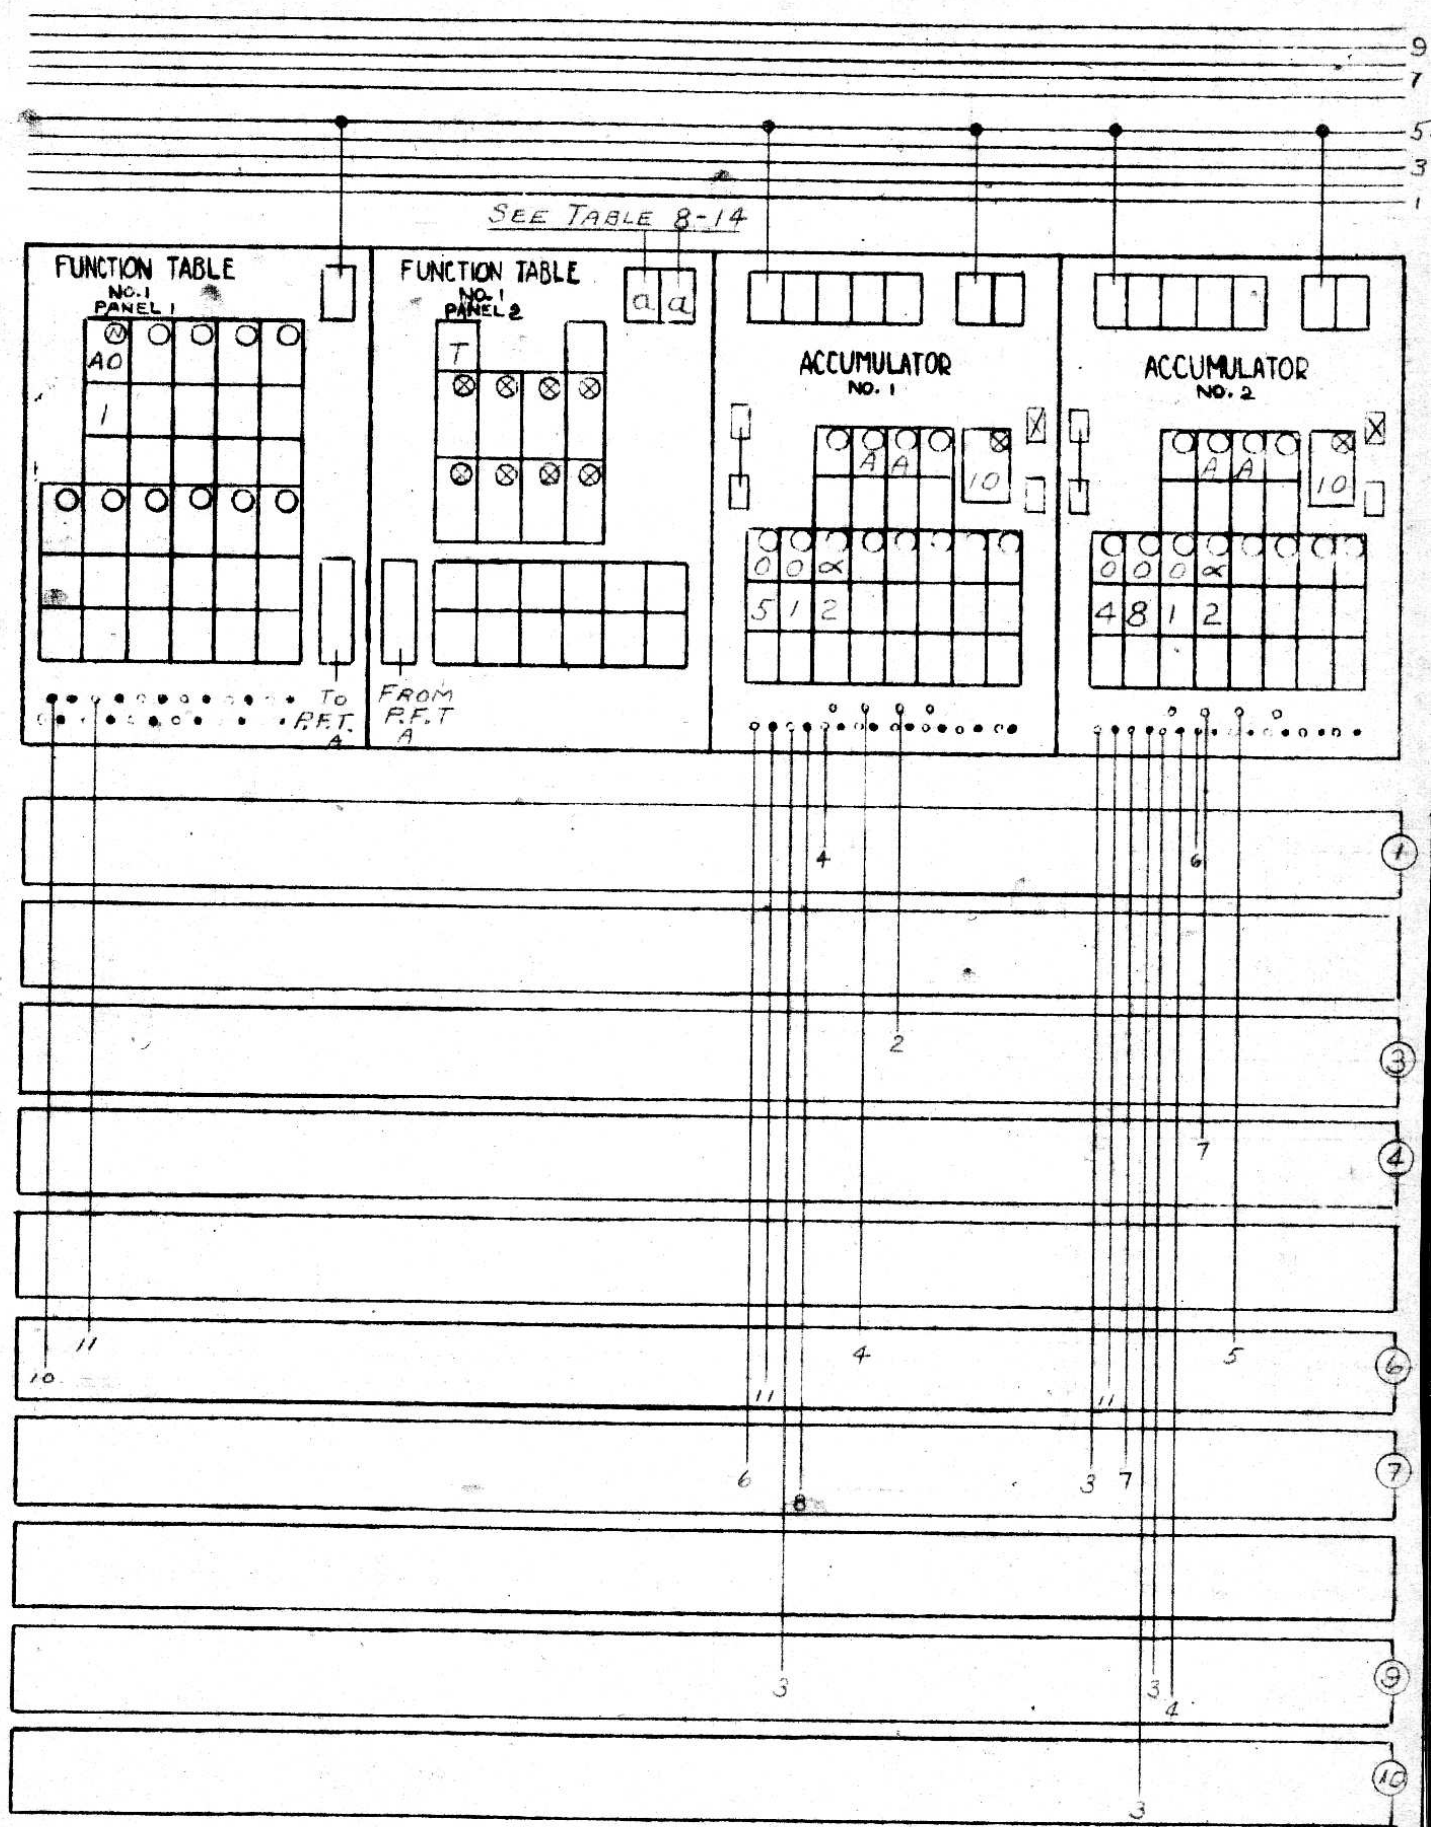 9
7
5
3
1
SEE TABLE 8-14
FUNCTION TABLE
NO. 1
PANEL 1
AO
1
TO
P.F.T.
A
FUNCTION TABLE
NO. 1
PANEL 2
a a
T
FROM
P.F.T
A
ACCUMULATOR
NO. 1
A A
10
0 0 ∝
5 1 2
ACCUMULATOR
NO. 2
A A
10
0 0 0 ∝
4 8 1 2
4 6
1
2
3
7
4
11 4 5
10 11 11
6
6 8 3 7
7
3 3 4
9
3
10